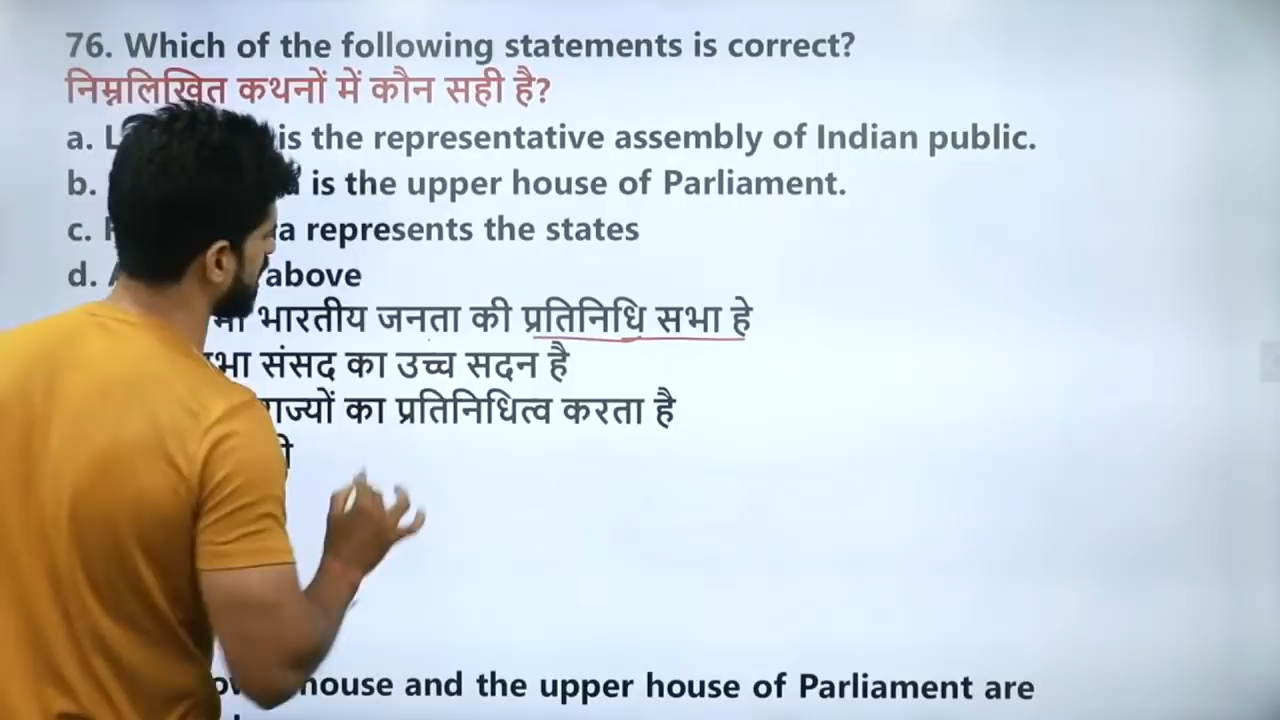 76. Which of the following statements is correct?
निम्नलिखित कथनों में कौन सही है?
a. is the representative assembly of Indian public.
b. is the upper house of Parliament.
c. represents the states
d. above
भारतीय जनता की प्रतिनिधि सभा हे
संसद का उच्च सदन है
राज्यों का प्रतिनिधित्व करता है
house and the upper house of Parliament are